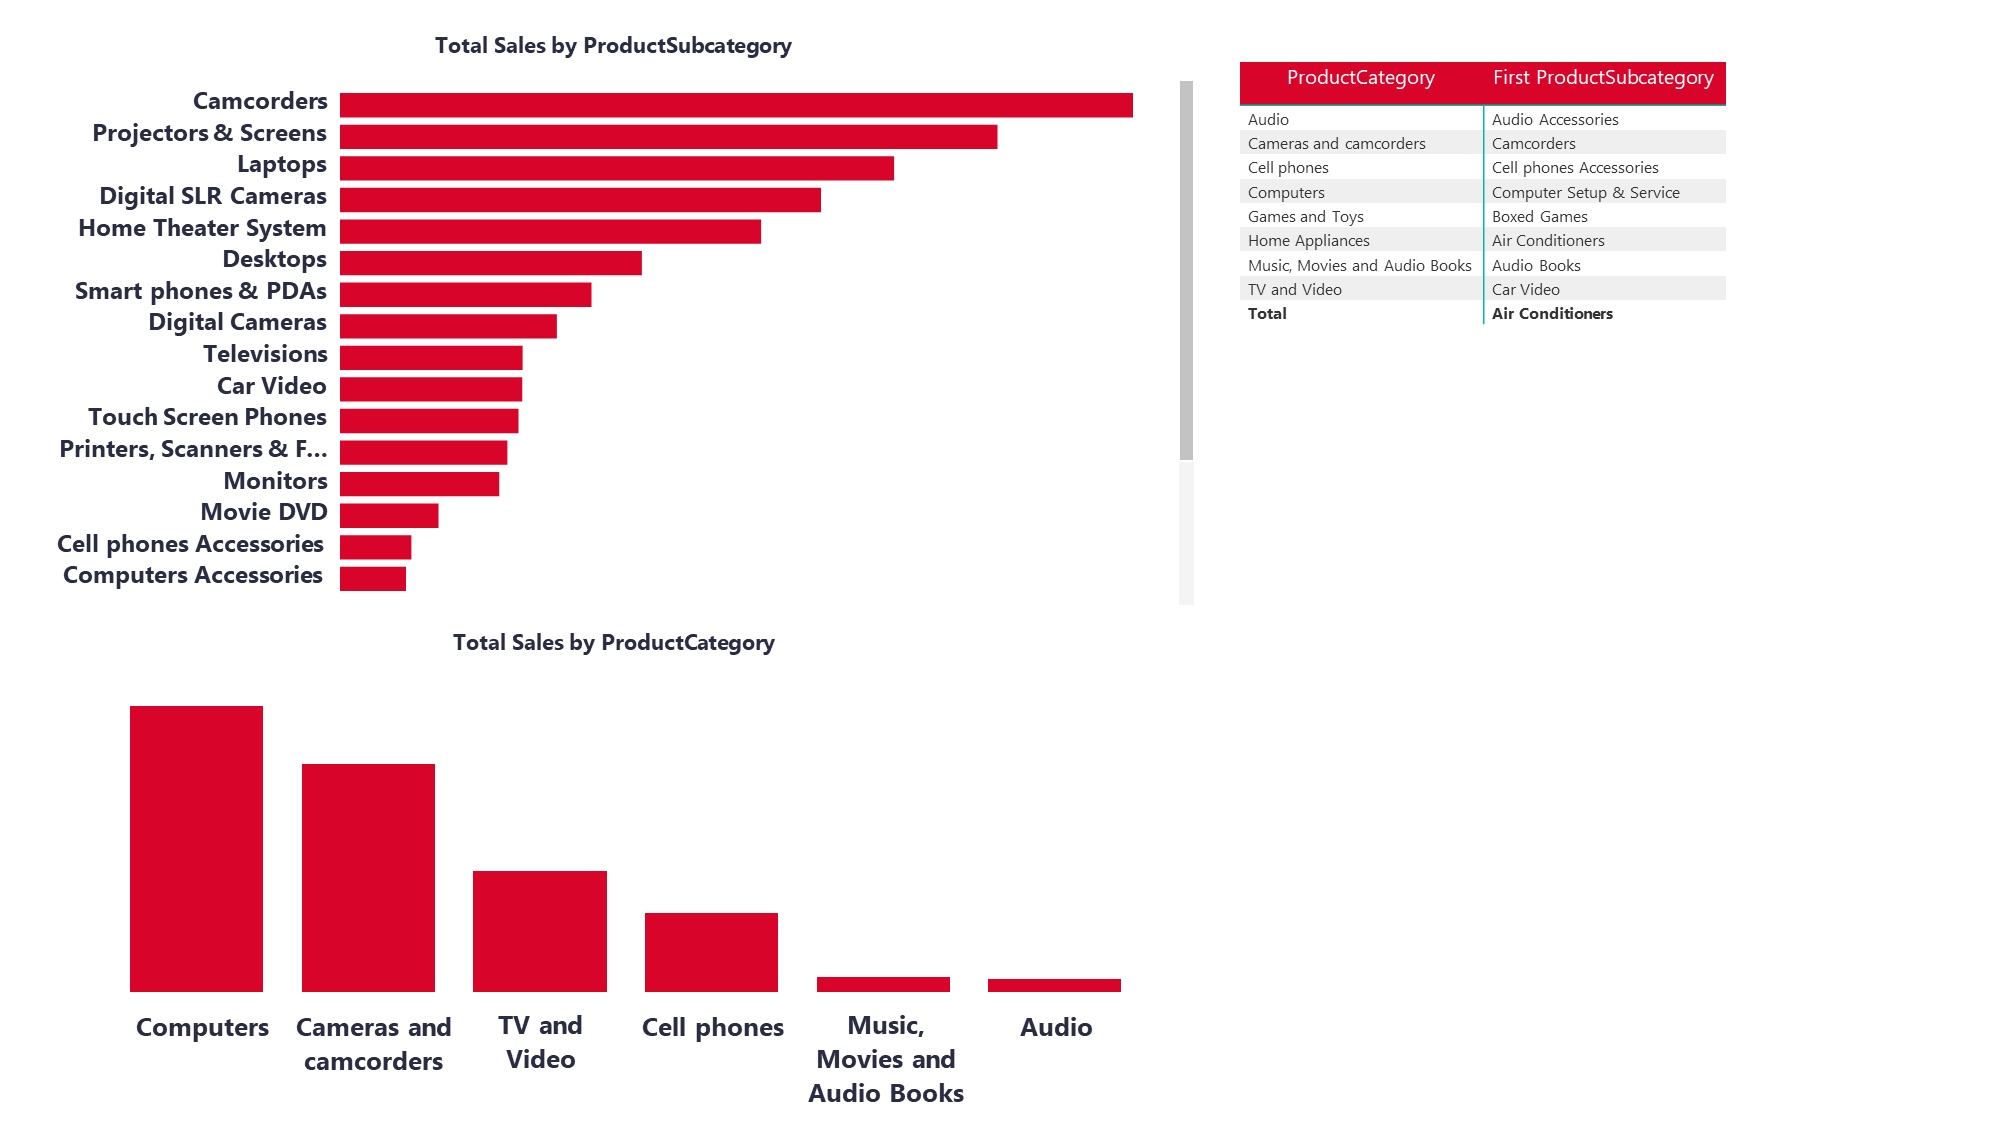 Total Sales by ProductSubcategory
Camcorders
Projectors & Screens
Laptops
Digital SLR Cameras
Home Theater System
Desktops
Smart phones & PDAs
Digital Cameras
Televisions
Car Video
Touch Screen Phones
Printers, Scanners & F...
Monitors
Movie DVD
Cell phones Accessories
Computers Accessories
ProductCategory First ProductSubcategory
Audio Audio Accessories
Cameras and camcorders Camcorders
Cell phones Cell phones Accessories
Computers Computer Setup & Service
Games and Toys Boxed Games
Home Appliances Air Conditioners
Music, Movies and Audio Books Audio Books
TV and Video Car Video
Total Air Conditioners
Total Sales by ProductCategory
Computers
Cameras and
camcorders
TV and
Video
Cell phones
Music,
Movies and
Audio Books
Audio